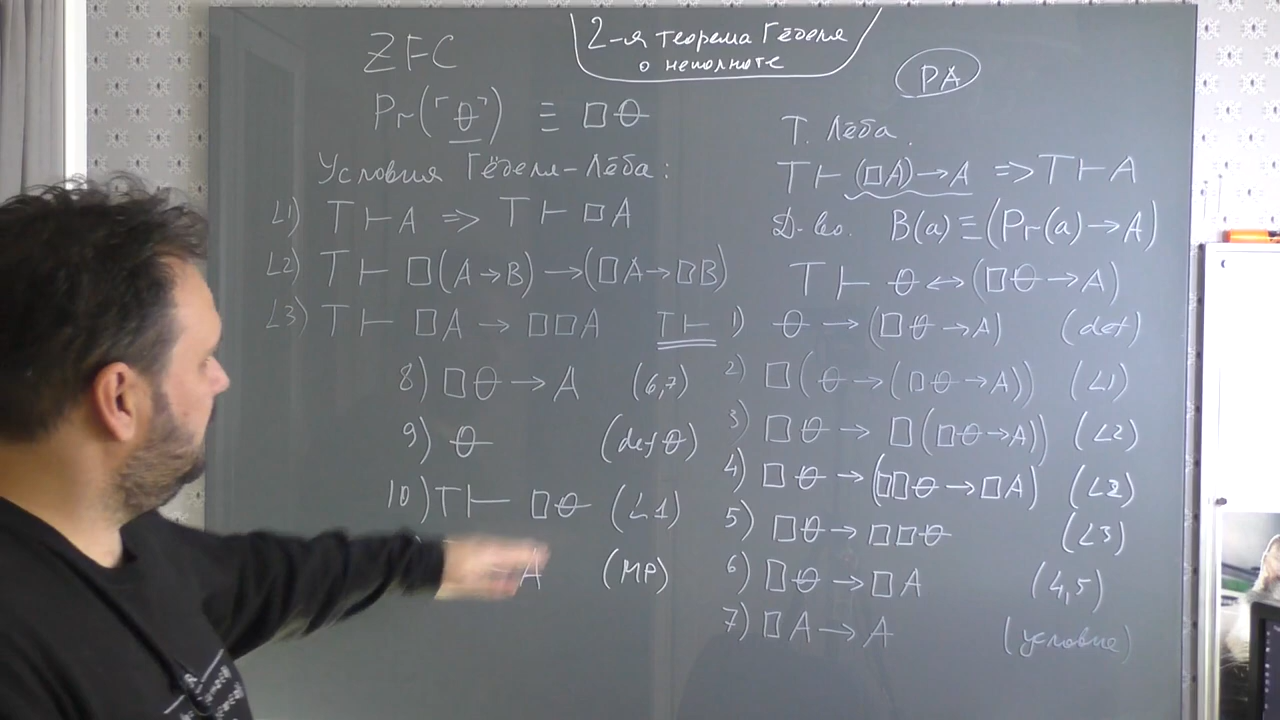 ZFC
2-я теорема Гёделя
о неполноте
PA
Pr(⌜θ⌝) ≡ □θ
Условия Гёделя-Лёба:
L1) T ⊢ A => T ⊢ □A
L2) T ⊢ □(A→B) → (□A→□B)
L3) T ⊢ □A → □□A
Т. Лёба.
T ⊢ (□A)→A => T ⊢ A
Д-во. B(a) ≡ (Pr(a)→A)
T ⊢ θ ↔ (□θ→A)
T ⊢ 1) θ → (□θ→A) (def)
2) □(θ→(□θ→A)) (L1)
3) □θ → □(□θ→A)) (L2)
4) □θ → (□□θ→□A) (L2)
5) □θ → □□θ (L3)
6) □θ → □A (4,5)
7) □A→A (условие)
8) □θ → A (6,7)
9) θ (def θ)
10) T ⊢ □θ (L1)
A (MP)